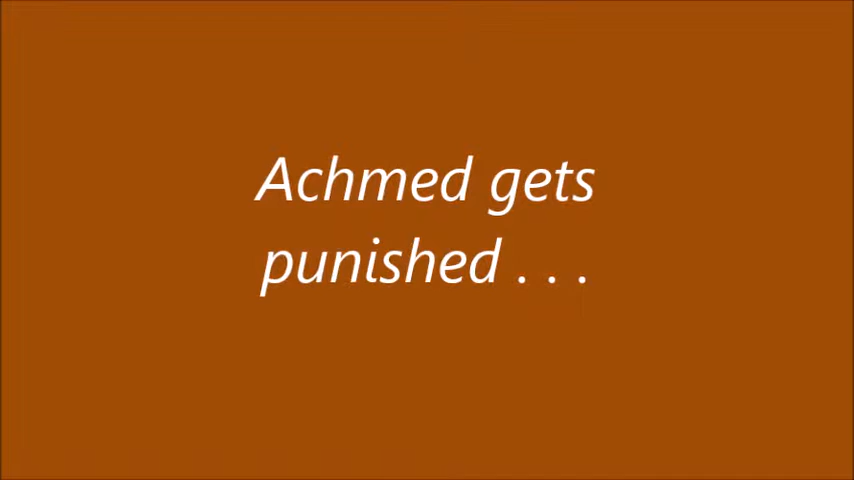 Achmed gets
punished . . .